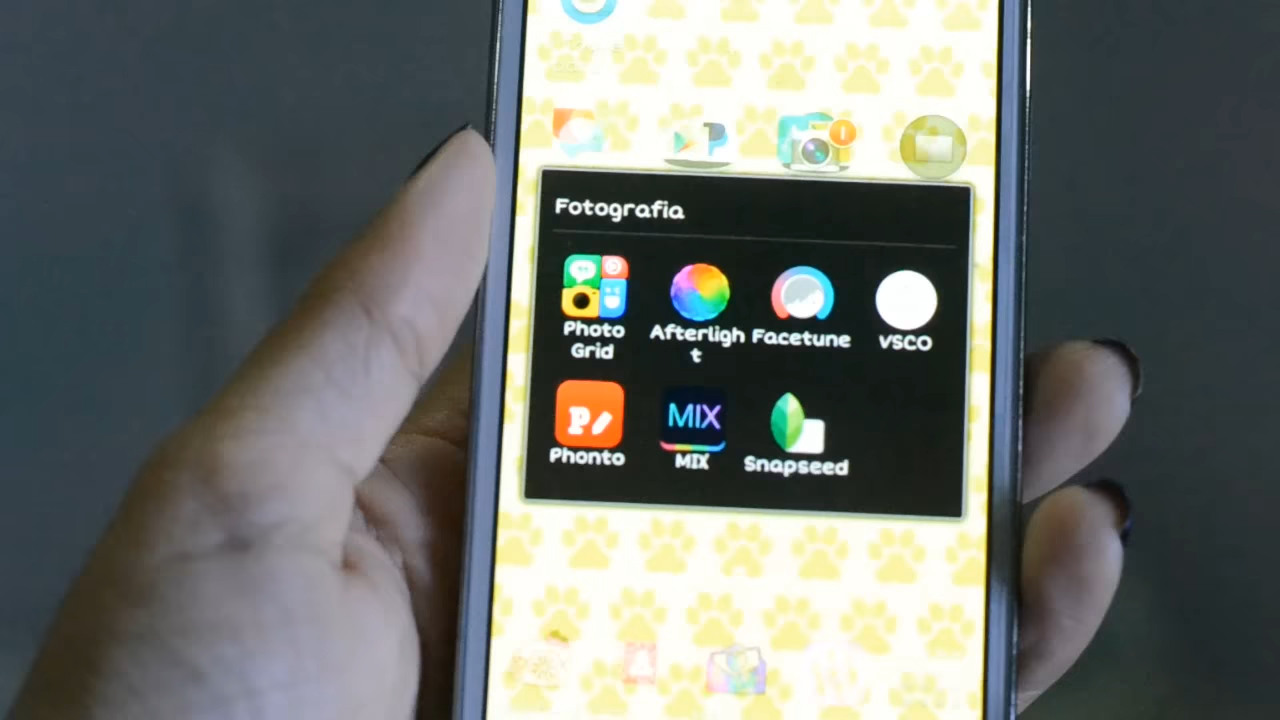 Fotografia
Photo
Grid
Afterligh
t
Facetune
VSCO
P
MIX
Phonto
MIX
Snapseed